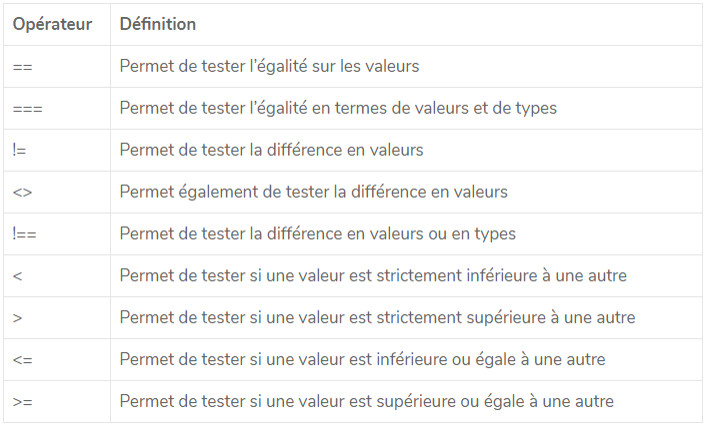 Opérateur Définition
== Permet de tester l’égalité sur les valeurs
=== Permet de tester l’égalité en termes de valeurs et de types
!= Permet de tester la différence en valeurs
<> Permet également de tester la différence en valeurs
!== Permet de tester la différence en valeurs ou en types
< Permet de tester si une valeur est strictement inférieure à une autre
> Permet de tester si une valeur est strictement supérieure à une autre
<= Permet de tester si une valeur est inférieure ou égale à une autre
>= Permet de tester si une valeur est supérieure ou égale à une autre